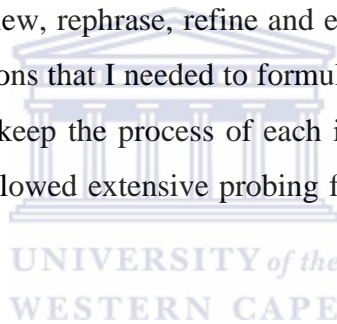 ew, rephrase, refine and e
ons that I needed to formul
keep the process of each i
llowed extensive probing f
UNIVERSITY of the
WESTERN CAPE